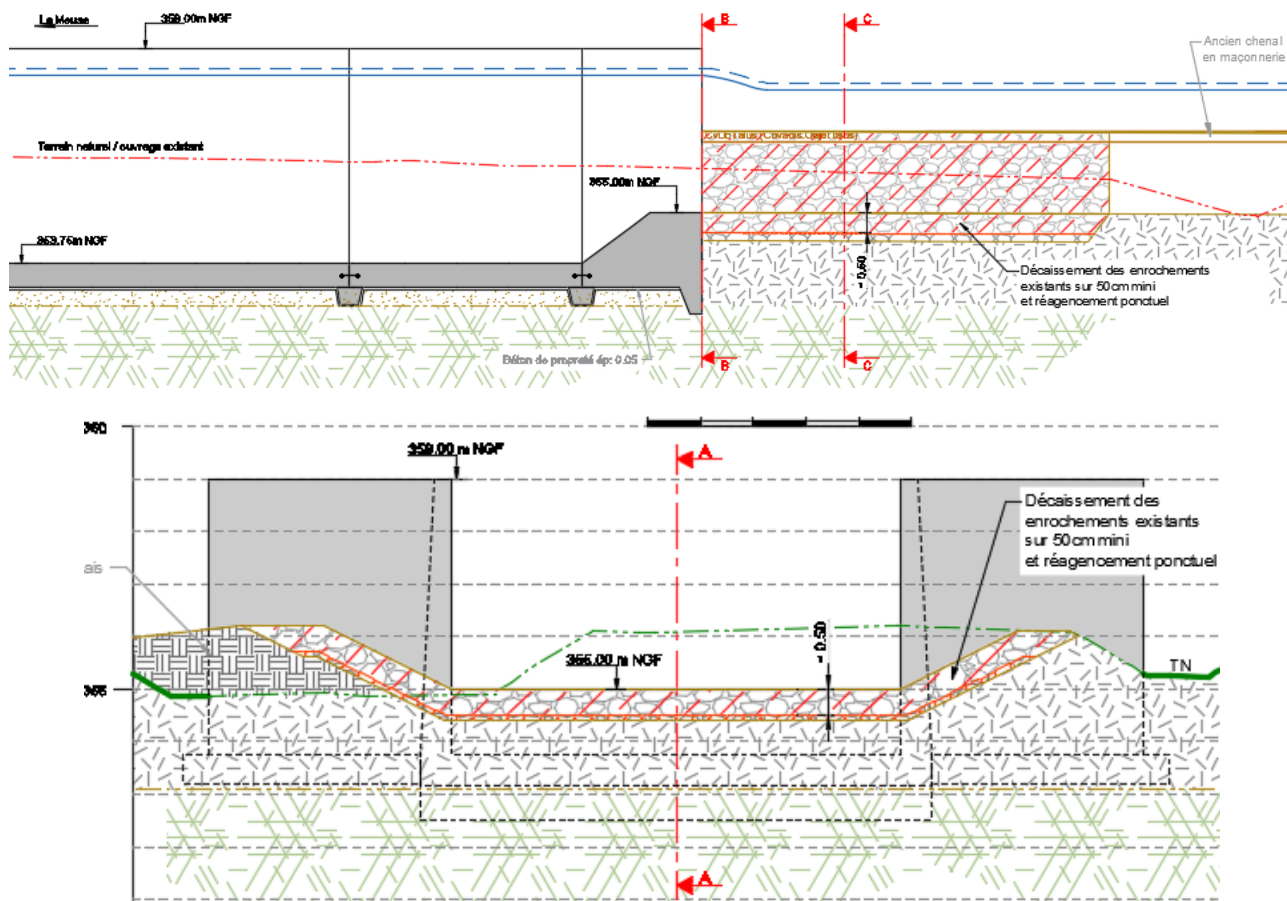 La Meuse
359.00m NGF
B
C
Ancien chenal
en maçonnerie
Terrain naturel / ouvrage existant
355.00m NGF
353.75m NGF
0.50
Décaissement des enrochements
existants sur 50cm mini
et réagencement ponctuel
Béton de propreté ép: 0.05
B
C
360
359.00 m NGF
A
Décaissement des
enrochements existants
sur 50cm mini
et réagencement ponctuel
ais
0.50
355.00 m NGF
TN
355
A